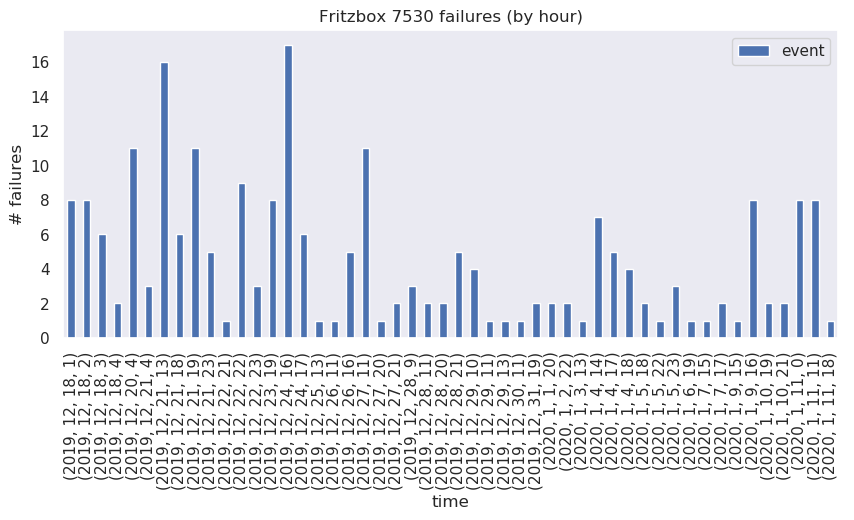 Fritzbox 7530 failures (by hour)
event
# failures
16
14
12
10
8
6
4
2
0
(2019, 12, 18, 1)
(2019, 12, 18, 2)
(2019, 12, 18, 3)
(2019, 12, 18, 4)
(2019, 12, 20, 4)
(2019, 12, 21, 4)
(2019, 12, 21, 13)
(2019, 12, 21, 18)
(2019, 12, 21, 19)
(2019, 12, 21, 23)
(2019, 12, 22, 21)
(2019, 12, 22, 22)
(2019, 12, 22, 23)
(2019, 12, 23, 19)
(2019, 12, 24, 16)
(2019, 12, 24, 17)
(2019, 12, 25, 13)
(2019, 12, 26, 11)
(2019, 12, 26, 16)
(2019, 12, 27, 11)
(2019, 12, 27, 20)
(2019, 12, 27, 21)
(2019, 12, 28, 9)
(2019, 12, 28, 11)
(2019, 12, 28, 20)
(2019, 12, 28, 21)
(2019, 12, 29, 10)
(2019, 12, 29, 11)
(2019, 12, 29, 13)
(2019, 12, 30, 11)
(2019, 12, 31, 19)
(2020, 1, 1, 20)
(2020, 1, 2, 22)
(2020, 1, 3, 13)
(2020, 1, 4, 14)
(2020, 1, 4, 17)
(2020, 1, 4, 18)
(2020, 1, 5, 18)
(2020, 1, 5, 22)
(2020, 1, 5, 23)
(2020, 1, 6, 19)
(2020, 1, 7, 15)
(2020, 1, 7, 17)
(2020, 1, 9, 15)
(2020, 1, 9, 16)
(2020, 1, 10, 19)
(2020, 1, 10, 21)
(2020, 1, 11, 0)
(2020, 1, 11, 11)
(2020, 1, 11, 18)
time